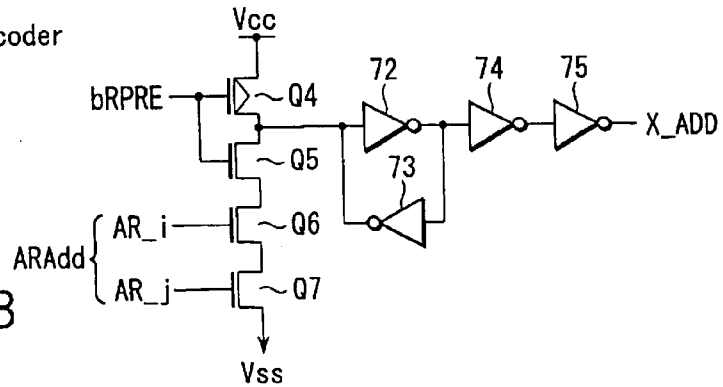 coder
Vcc
bRPRE
Q4
72
74
75
X_ADD
Q5
73
AR_i
Q6
ARAdd
AR_j
Q7
Vss